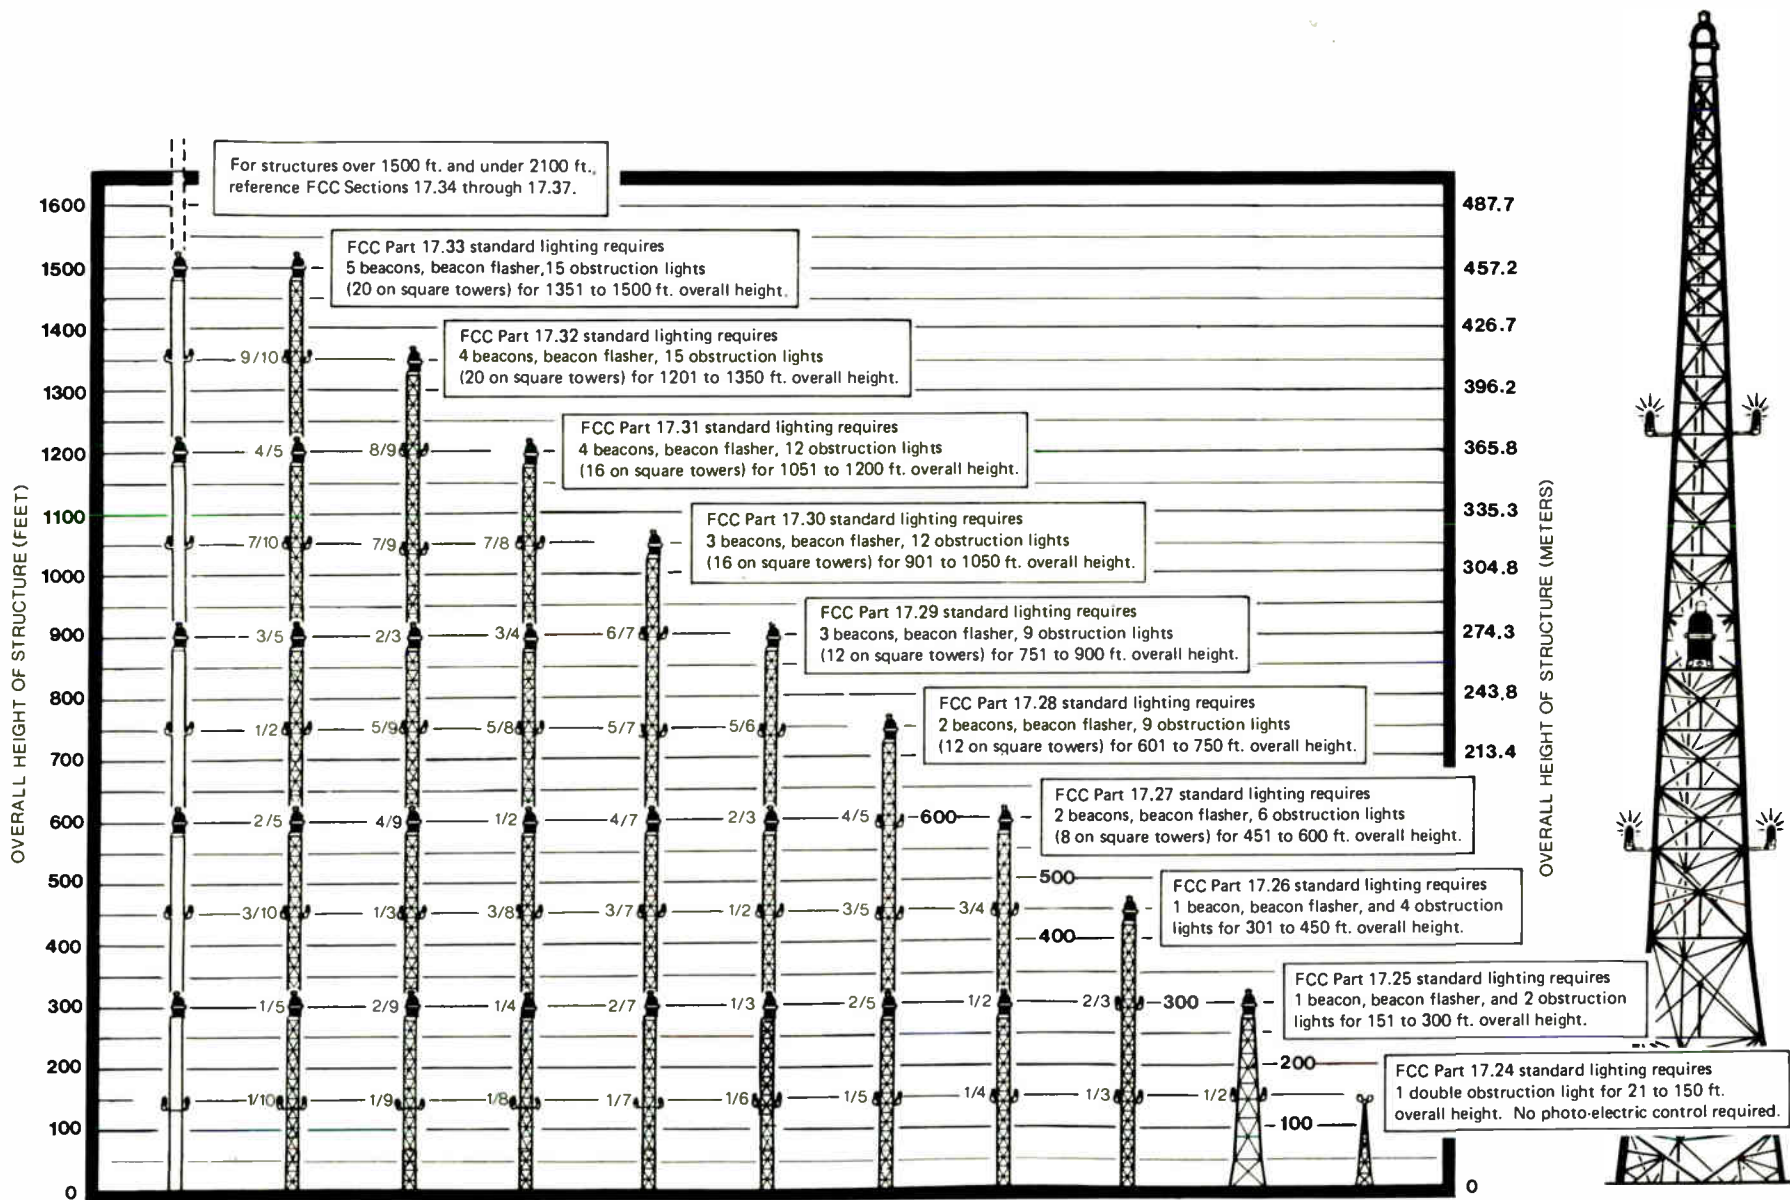 For structures over 1500 ft. and under 2100 ft.,
reference FCC Sections 17.34 through 17.37.
FCC Part 17.33 standard lighting requires
5 beacons, beacon flasher, 15 obstruction lights
(20 on square towers) for 1351 to 1500 ft. overall height.
FCC Part 17.32 standard lighting requires
4 beacons, beacon flasher, 15 obstruction lights
(20 on square towers) for 1201 to 1350 ft. overall height.
FCC Part 17.31 standard lighting requires
4 beacons, beacon flasher, 12 obstruction lights
(16 on square towers) for 1051 to 1200 ft. overall height.
FCC Part 17.30 standard lighting requires
3 beacons, beacon flasher, 12 obstruction lights
(16 on square towers) for 901 to 1050 ft. overall height.
FCC Part 17.29 standard lighting requires
3 beacons, beacon flasher, 9 obstruction lights
(12 on square towers) for 751 to 900 ft. overall height.
FCC Part 17.28 standard lighting requires
2 beacons, beacon flasher, 9 obstruction lights
(12 on square towers) for 601 to 750 ft. overall height.
FCC Part 17.27 standard lighting requires
2 beacons, beacon flasher, 6 obstruction lights
(8 on square towers) for 451 to 600 ft. overall height.
FCC Part 17.26 standard lighting requires
1 beacon, beacon flasher, and 4 obstruction
lights for 301 to 450 ft. overall height.
FCC Part 17.25 standard lighting requires
1 beacon, beacon flasher, and 2 obstruction
lights for 151 to 300 ft. overall height.
FCC Part 17.24 standard lighting requires
1 double obstruction light for 21 to 150 ft.
overall height. No photo-electric control required.
OVERALL HEIGHT OF STRUCTURE (FEET)
1600
1500
1400
1300
1200
1100
1000
900
800
700
600
500
400
300
200
100
0
9/10
4/5 8/9
7/10 7/9 7/8
3/5 2/3 3/4 6/7
1/2 5/9 5/8 5/7 5/6
2/5 4/9 1/2 4/7 2/3 4/5 600
500
3/10 1/3 3/8 3/7 1/2 3/5 3/4
400
1/5 2/9 1/4 2/7 1/3 2/5 1/2 2/3 300
200
1/10 1/9 1/8 1/7 1/6 1/5 1/4 1/3 1/2
100
487.7
457.2
426.7
396.2
365.8
335.3
304.8
274.3
243.8
213.4
0
OVERALL HEIGHT OF STRUCTURE (METERS)